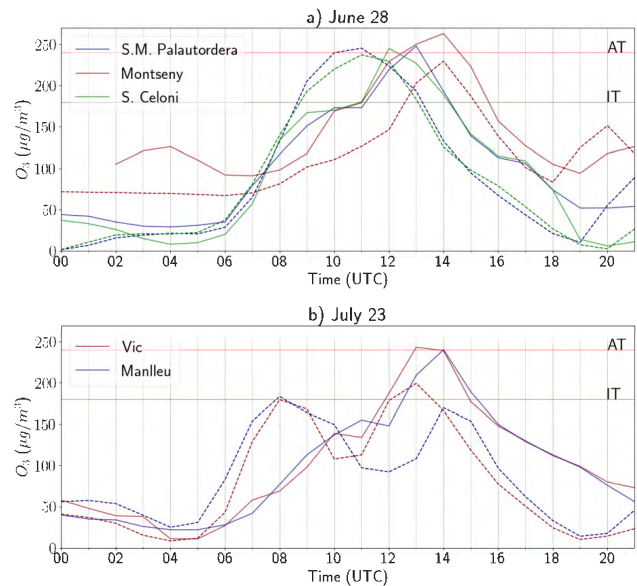 a) June 28
S.M. Palautordera
Montseny
S. Celoni
AT
IT
250
200
150
100
50
0
O3 (μg/m³)
00 02 04 06 08 10 12 14 16 18 20
Time (UTC)
b) July 23
Vic
Manlleu
AT
IT
250
200
150
100
50
0
O3 (μg/m³)
00 02 04 06 08 10 12 14 16 18 20
Time (UTC)